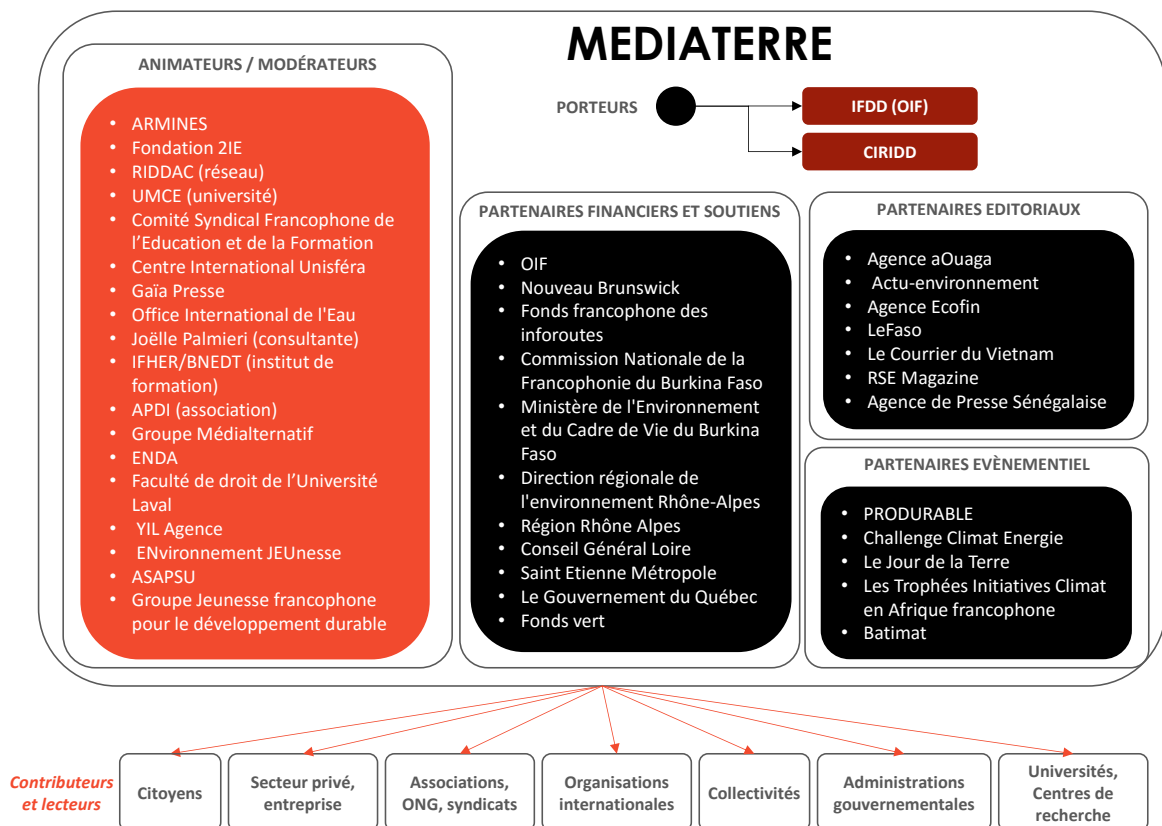 MEDIATERRE
ANIMATEURS / MODÉRATEURS
• ARMINES
• Fondation 2IE
• RIDDAC (réseau)
• UMCE (université)
• Comité Syndical Francophone de
l’Education et de la Formation
• Centre International Unisféra
• Gaïa Presse
• Office International de l'Eau
• Joëlle Palmieri (consultante)
• IFHER/BNEDT (institut de
formation)
• APDI (association)
• Groupe Médialternatif
• ENDA
• Faculté de droit de l’Université
Laval
• YIL Agence
• ENvironnement JEUnesse
• ASAPSU
• Groupe Jeunesse francophone
pour le développement durable
PORTEURS
IFDD (OIF)
CIRIDD
PARTENAIRES FINANCIERS ET SOUTIENS
• OIF
• Nouveau Brunswick
• Fonds francophone des
inforoutes
• Commission Nationale de la
Francophonie du Burkina Faso
• Ministère de l'Environnement
et du Cadre de Vie du Burkina
Faso
• Direction régionale de
l'environnement Rhône-Alpes
• Région Rhône Alpes
• Conseil Général Loire
• Saint Etienne Métropole
• Le Gouvernement du Québec
• Fonds vert
PARTENAIRES EDITORIAUX
• Agence aOuaga
• Actu-environnement
• Agence Ecofin
• LeFaso
• Le Courrier du Vietnam
• RSE Magazine
• Agence de Presse Sénégalaise
PARTENAIRES EVÈNEMENTIEL
• PRODURABLE
• Challenge Climat Energie
• Le Jour de la Terre
• Les Trophées Initiatives Climat
en Afrique francophone
• Batimat
Contributeurs
et lecteurs
Citoyens
Secteur privé,
entreprise
Associations,
ONG, syndicats
Organisations
internationales
Collectivités
Administrations
gouvernementales
Universités,
Centres de
recherche